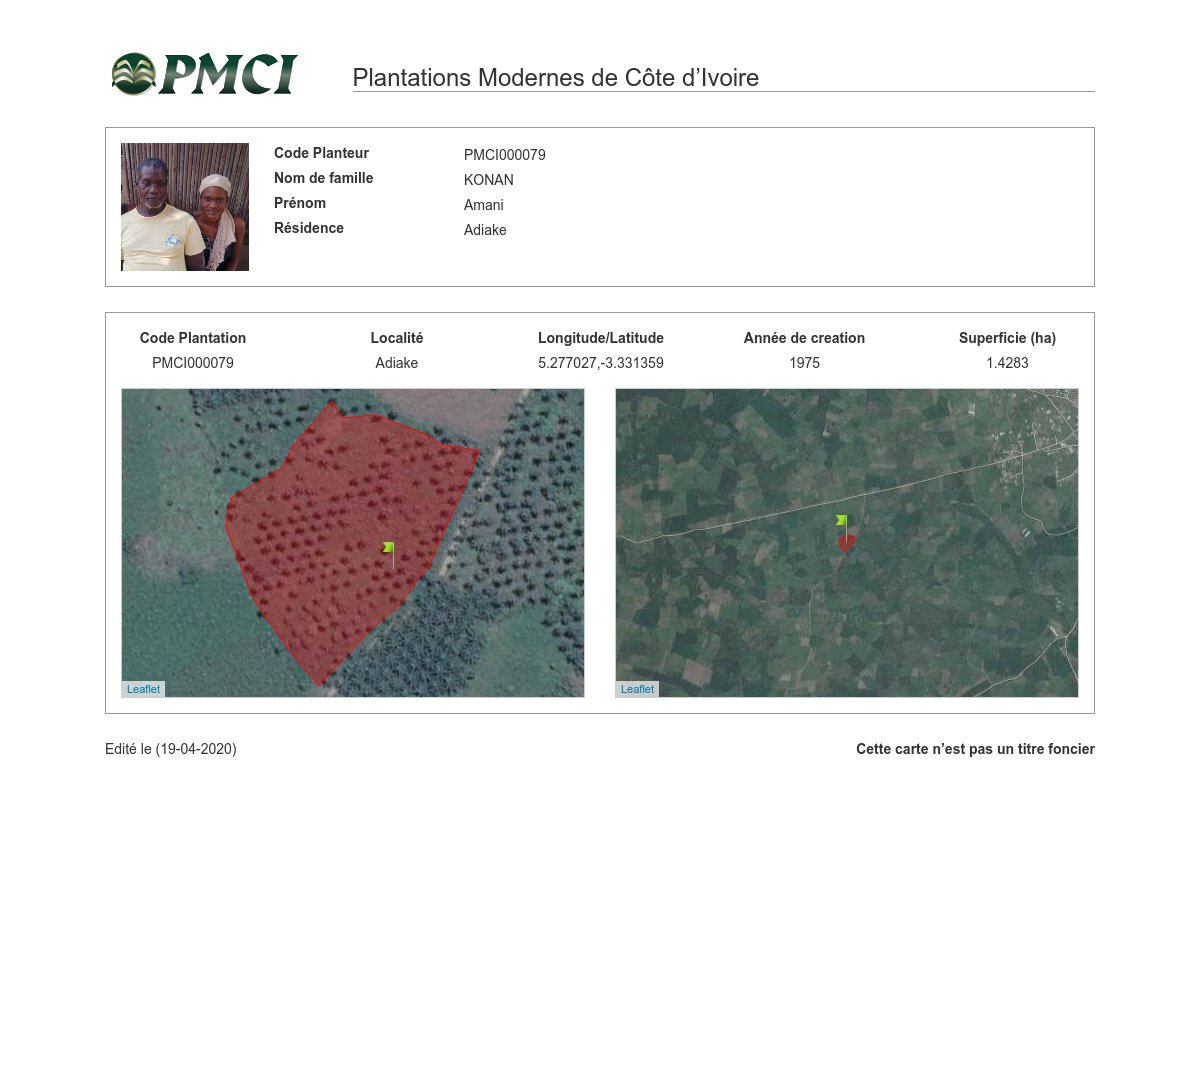 PMCI
Plantations Modernes de Côte d’Ivoire
Code Planteur PMCI000079
Nom de famille KONAN
Prénom Amani
Résidence Adiake
Code Plantation Localité Longitude/Latitude Année de creation Superficie (ha)
PMCI000079 Adiake 5.277027,-3.331359 1975 1.4283
Leaflet Leaflet
Edité le (19-04-2020) Cette carte n’est pas un titre foncier